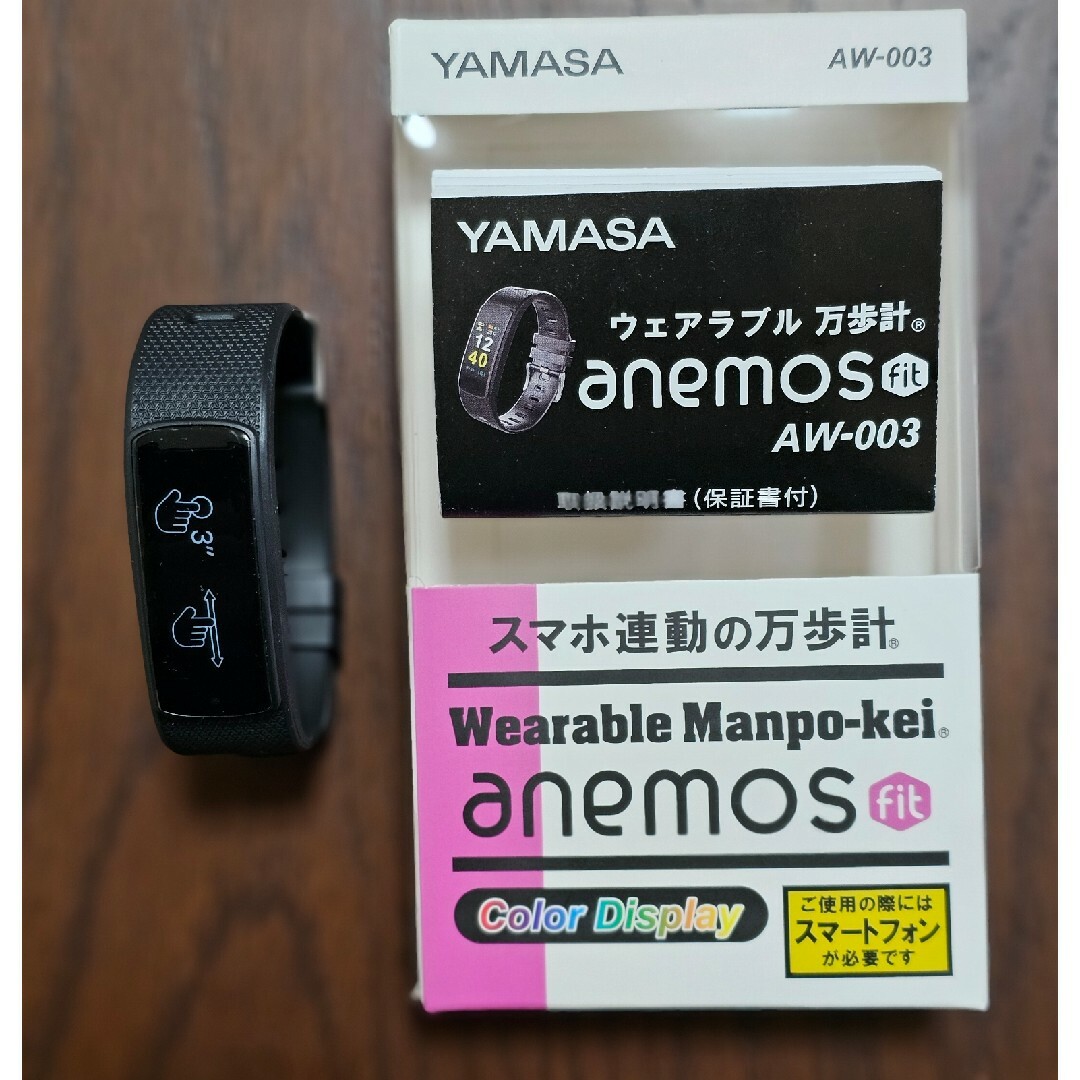 YAMASA AW-003
YAMASA
12
40
ウェアラブル 万歩計®
anemos fit
AW-003
取扱説明書 (保証書付)
3"
スマホ連動の万歩計®
Wearable Manpo-kei®
anemos fit
Color Display
ご使用の際には
スマートフォン
が必要です